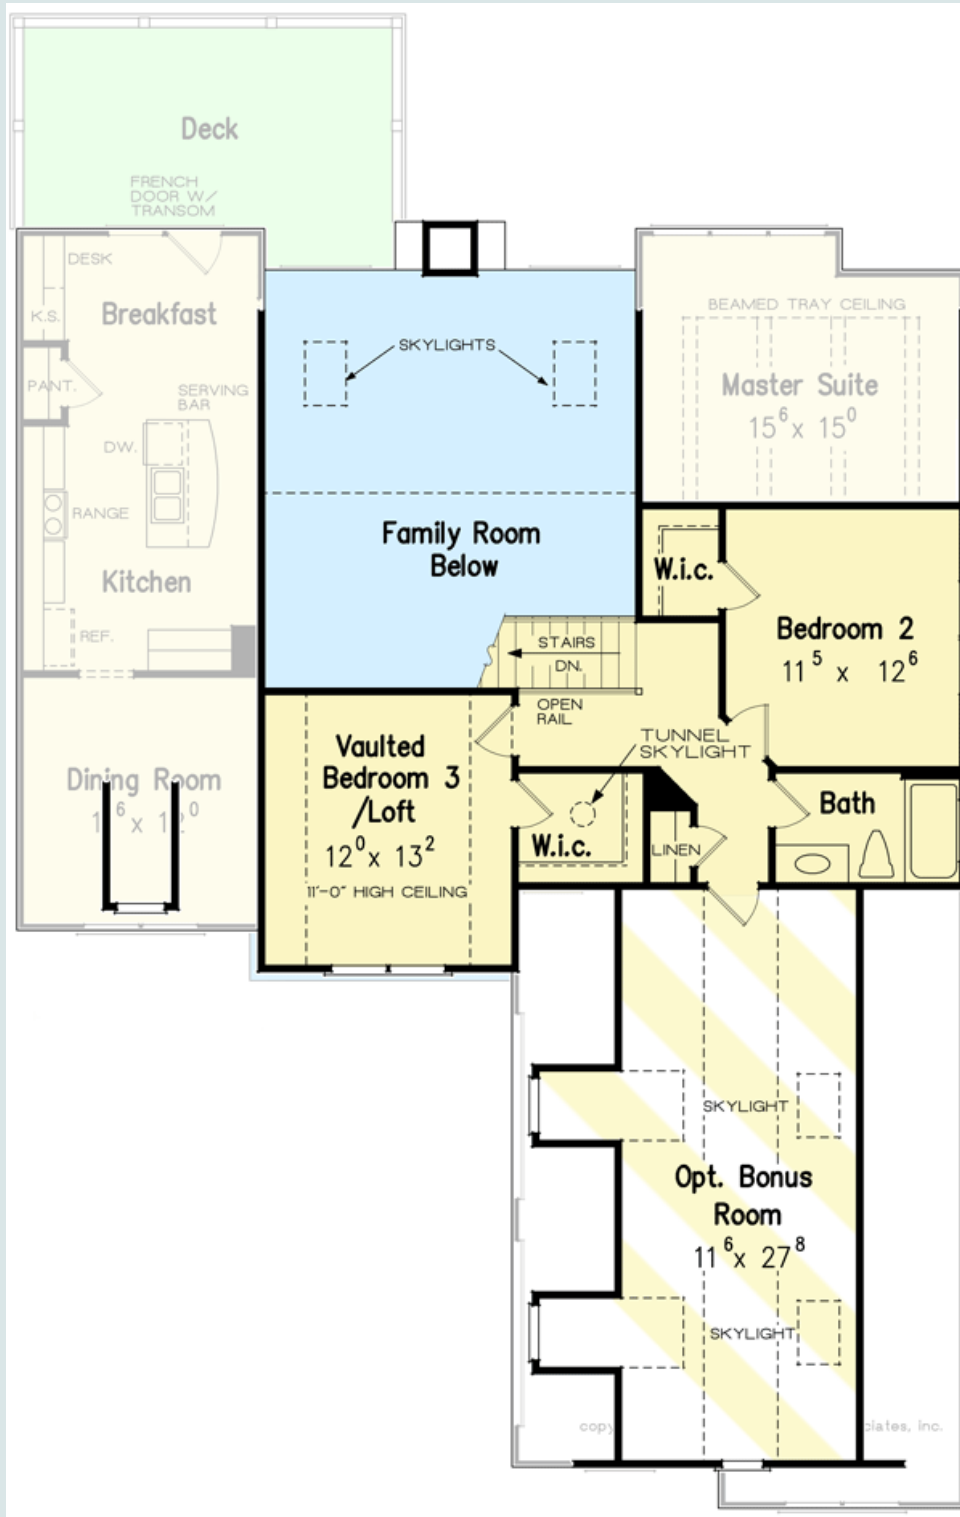 Deck
FRENCH
DOOR W/
TRANSOM
DESK
Breakfast
K.S.
PANT.
SERVING
BAR
DW.
RANGE
Kitchen
REF.
SKYLIGHTS
Family Room
Below
BEAMED TRAY CEILING
Master Suite
15⁶ x 15⁰
W.i.c.
Bedroom 2
11⁵ x 12⁶
STAIRS
DN.
OPEN
RAIL
TUNNEL
SKYLIGHT
Dining Room
Vaulted
Bedroom 3
/Loft
12⁰ x 13²
11'-0" HIGH CEILING
W.i.c.
LINEN
Bath
SKYLIGHT
Opt. Bonus
Room
11⁶ x 27⁸
SKYLIGHT
inc.